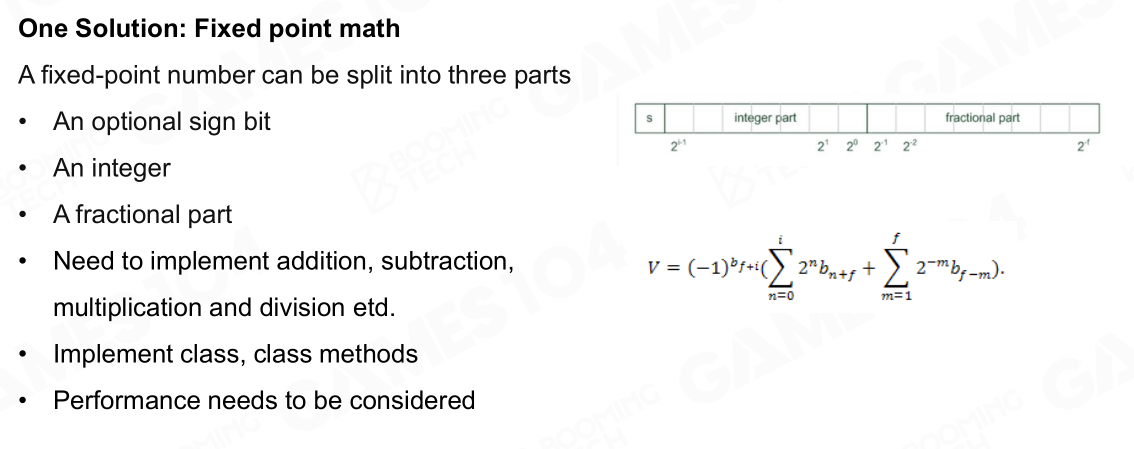 One Solution: Fixed point math
A fixed-point number can be split into three parts
• An optional sign bit
• An integer
• A fractional part
• Need to implement addition, subtraction,
multiplication and division etd.
• Implement class, class methods
• Performance needs to be considered
s integer part fractional part
2^{i-1} 2^1 2^0 2^{-1} 2^{-2} 2^{-f}
V = (−1)^{b_{f+i}}(∑_{n=0}^{i} 2^n b_{n+f} + ∑_{m=1}^{f} 2^{−m} b_{f−m}).
GAMES104
BOOMING
TECH